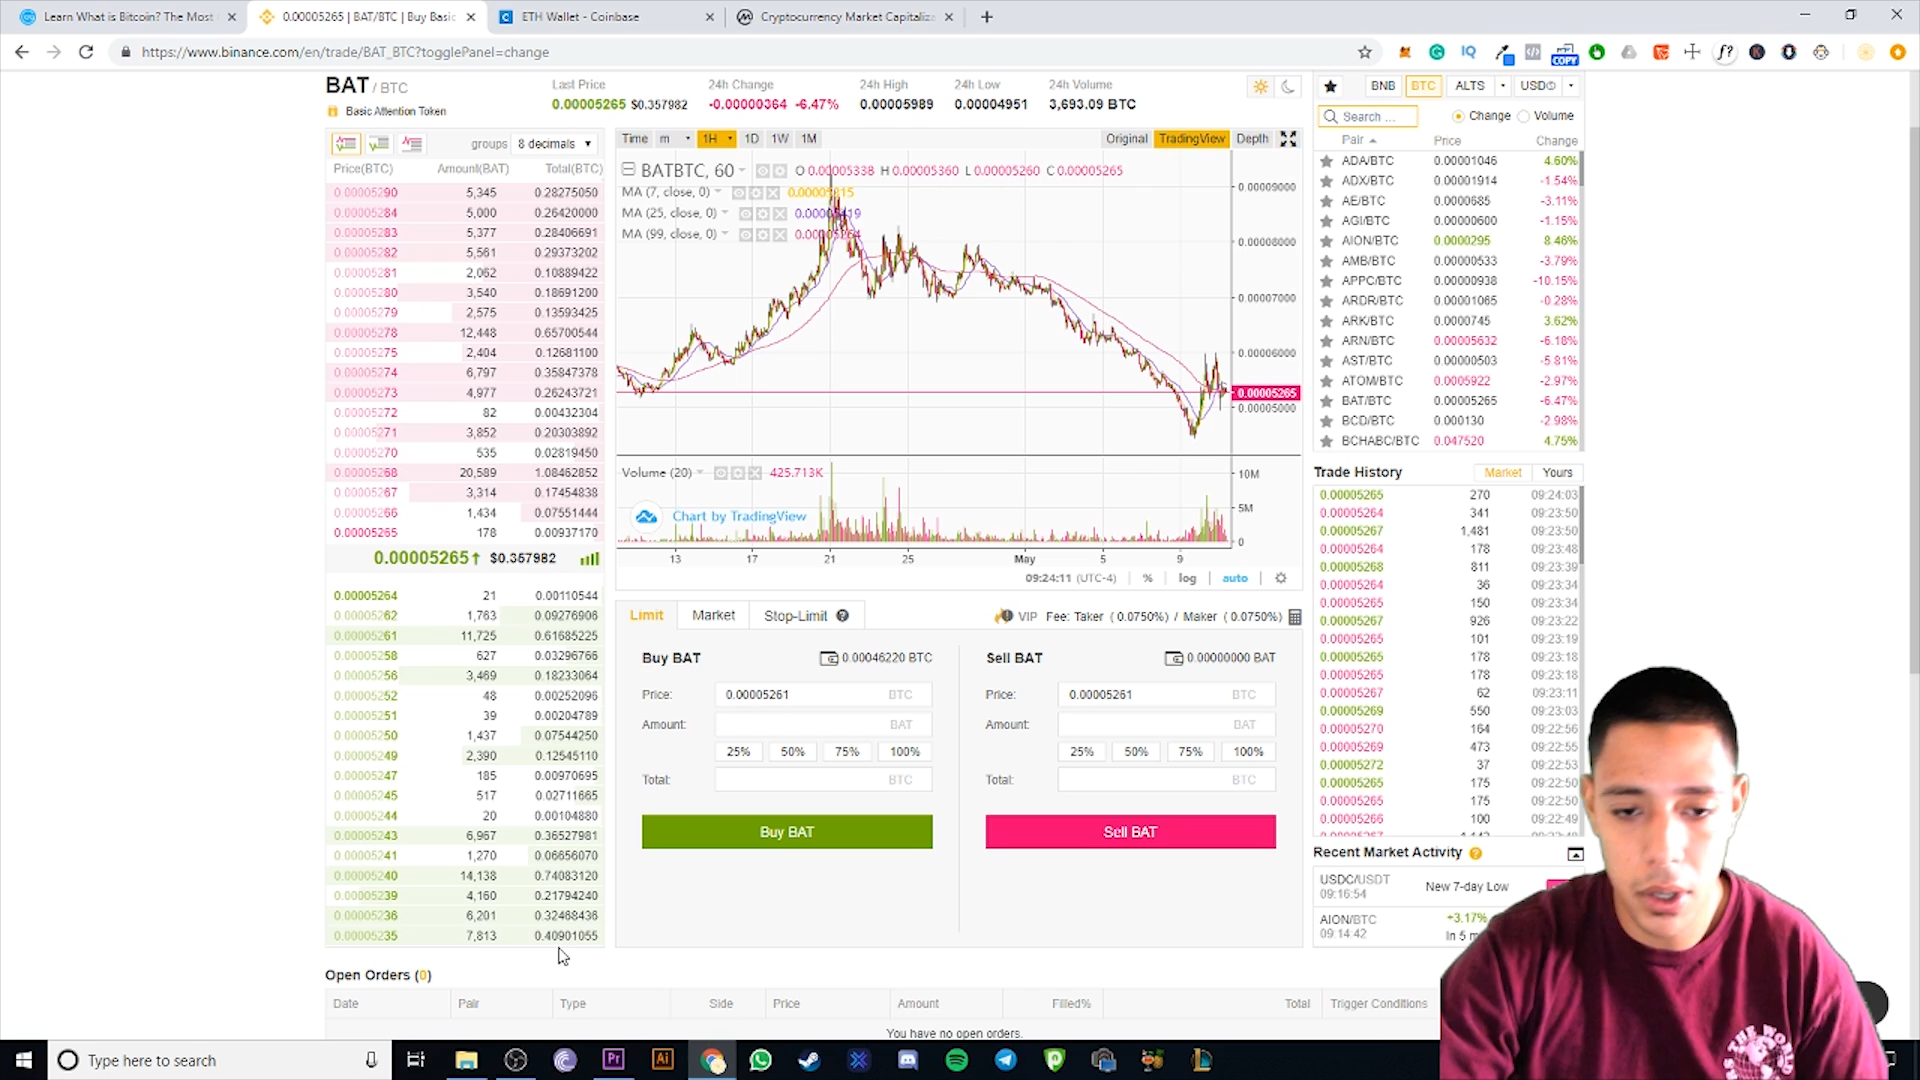 Learn What is Bitcoin? The Most
0.00005265 | BAT/BTC | Buy Basic
ETH Wallet - Coinbase
Cryptocurrency Market Capitaliz
https://www.binance.com/en/trade/BAT_BTC?togglePanel=change
BAT / BTC
Basic Attention Token
Last Price
0.00005265 $0.357982
24h Change
-0.00000364 -6.47%
24h High
0.00005989
24h Low
0.00004951
24h Volume
3,693.09 BTC
groups 8 decimals
Price(BTC) Amount(BAT) Total(BTC)
0.00005290 5,345 0.28275050
0.00005284 5,000 0.26420000
0.00005283 5,377 0.28406691
0.00005282 5,561 0.29373202
0.00005281 2,062 0.10889422
0.00005280 3,540 0.18691200
0.00005279 2,575 0.13593425
0.00005278 12,448 0.65700544
0.00005275 2,404 0.12681100
0.00005274 6,797 0.35847378
0.00005273 4,977 0.26243721
0.00005272 82 0.00432304
0.00005271 3,852 0.20303892
0.00005270 535 0.02819450
0.00005268 20,589 1.08462852
0.00005267 3,314 0.17454838
0.00005266 1,434 0.07551444
0.00005265 178 0.00937170
0.00005265↑ $0.357982
0.00005264 21 0.00110544
0.00005262 1,763 0.09276906
0.00005261 11,725 0.61685225
0.00005258 627 0.03296766
0.00005256 3,469 0.18233064
0.00005252 48 0.00252096
0.00005251 39 0.00204789
0.00005250 1,437 0.07544250
0.00005249 2,390 0.12545110
0.00005247 185 0.00970695
0.00005245 517 0.02711665
0.00005244 20 0.00104880
0.00005243 6,967 0.36527981
0.00005241 1,270 0.06656070
0.00005240 14,138 0.74083120
0.00005239 4,160 0.21794240
0.00005236 6,201 0.32468436
0.00005235 7,813 0.40901055
Time m 1H 1D 1W 1M
Original TradingView Depth
BATBTC, 60 O 0.00005338 H 0.00005360 L 0.00005260 C 0.00005265
MA (7, close, 0)
MA (25, close, 0)
MA (99, close, 0)
0.00009000
0.00008000
0.00007000
0.00006000
0.00005265
0.00005000
Volume (20) 425.713K
10M
5M
0
Chart by TradingView
13 17 21 25 May 5 9
09:24:11 (UTC-4) % log auto
Limit Market Stop-Limit ?
VIP Fee: Taker ( 0.0750%) / Maker ( 0.0750%)
Buy BAT 0.00046220 BTC
Price: 0.00005261 BTC
Amount: BAT
25% 50% 75% 100%
Total: BTC
Buy BAT
Sell BAT 0.00000000 BAT
Price: 0.00005261 BTC
Amount: BAT
25% 50% 75% 100%
Total: BTC
Sell BAT
BNB BTC ALTS USDⓈ
Search ... Change Volume
Pair Price Change
ADA/BTC 0.00001046 4.60%
ADX/BTC 0.00001914 -1.54%
AE/BTC 0.0000685 -3.11%
AGI/BTC 0.00000600 -1.15%
AION/BTC 0.0000295 8.46%
AMB/BTC 0.00000533 -3.79%
APPC/BTC 0.00000938 -10.15%
ARDR/BTC 0.00001065 -0.28%
ARK/BTC 0.0000745 3.62%
ARN/BTC 0.00005632 -6.18%
AST/BTC 0.00000503 -5.81%
ATOM/BTC 0.0005922 -2.97%
BAT/BTC 0.00005265 -6.47%
BCD/BTC 0.000130 -2.98%
BCHABC/BTC 0.047520 4.75%
Trade History Market Yours
0.00005265 270 09:24:03
0.00005264 341 09:23:50
0.00005267 1,481 09:23:50
0.00005264 178 09:23:48
0.00005268 811 09:23:39
0.00005264 36 09:23:34
0.00005265 150 09:23:34
0.00005267 926 09:23:22
0.00005265 101 09:23:19
0.00005265 178 09:23:18
0.00005265 178 09:23:18
0.00005267 62 09:23:11
0.00005269 550 09:23:03
0.00005270 164 09:22:56
0.00005269 473 09:22:55
0.00005272 37 09:22:53
0.00005265 175 09:22:50
0.00005265 175 09:22:50
0.00005266 100 09:22:49
Recent Market Activity ?
USDC/USDT New 7-day Low
09:16:54
AION/BTC +3.17%
09:14:42 In 5 m
Open Orders (0)
Date Pair Type Side Price Amount Filled% Total Trigger Conditions
You have no open orders.
Type here to search